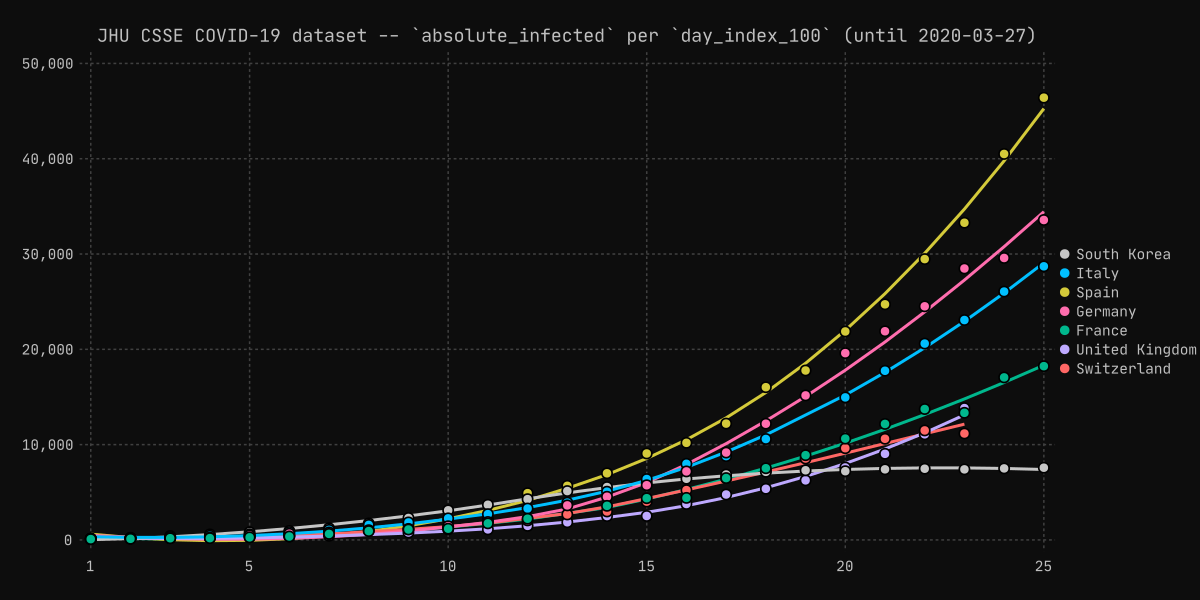 JHU CSSE COVID-19 dataset -- `absolute_infected` per `day_index_100` (until 2020-03-27)
50,000
40,000
30,000
20,000
10,000
0
1 5 10 15 20 25
South Korea
Italy
Spain
Germany
France
United Kingdom
Switzerland